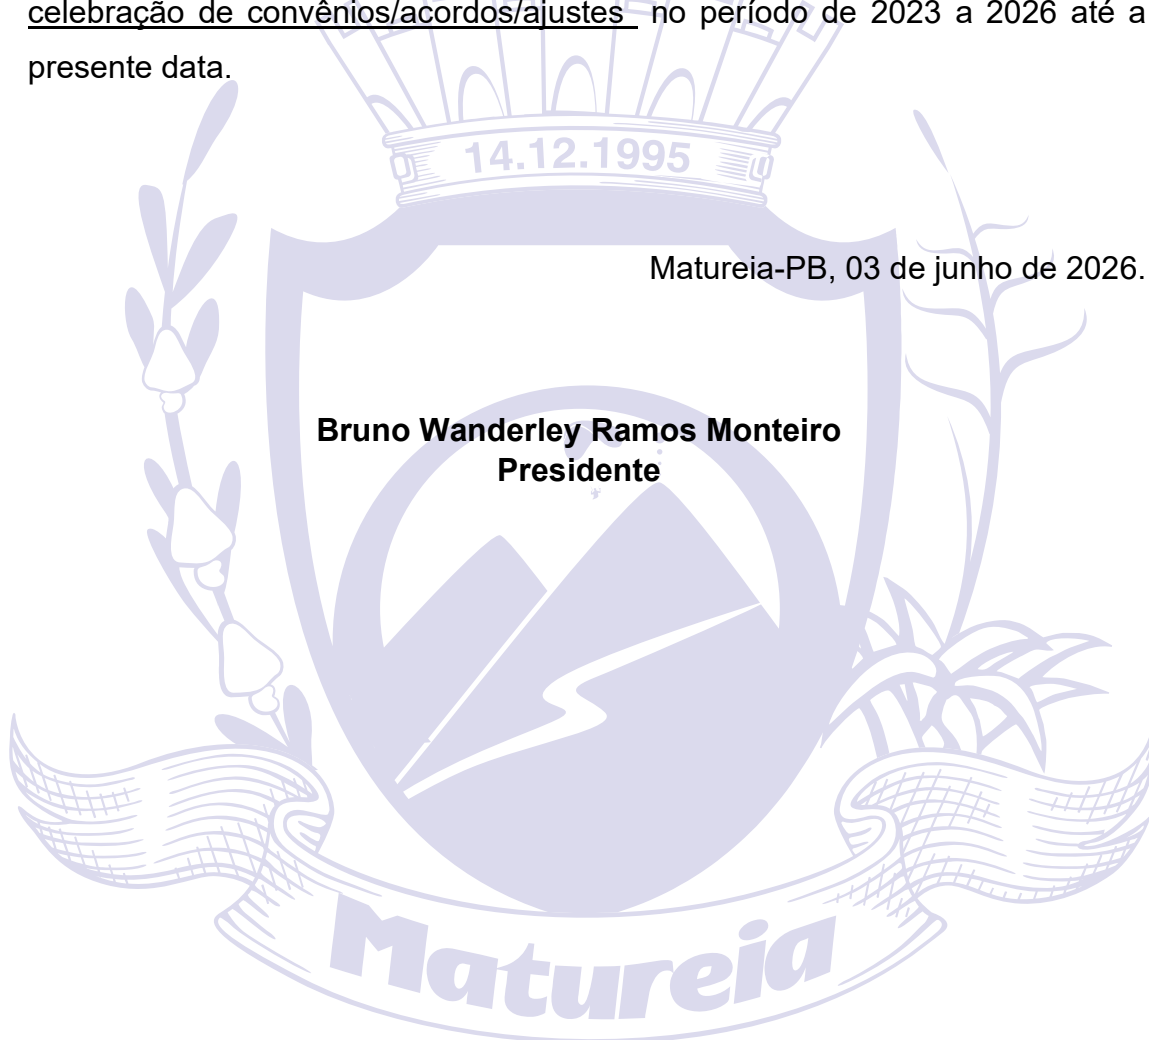 celebração de convênios/acordos/ajustes no período de 2023 a 2026 até a
presente data.
14.12.1995
Matureia-PB, 03 de junho de 2026.
Bruno Wanderley Ramos Monteiro
Presidente
Matureia